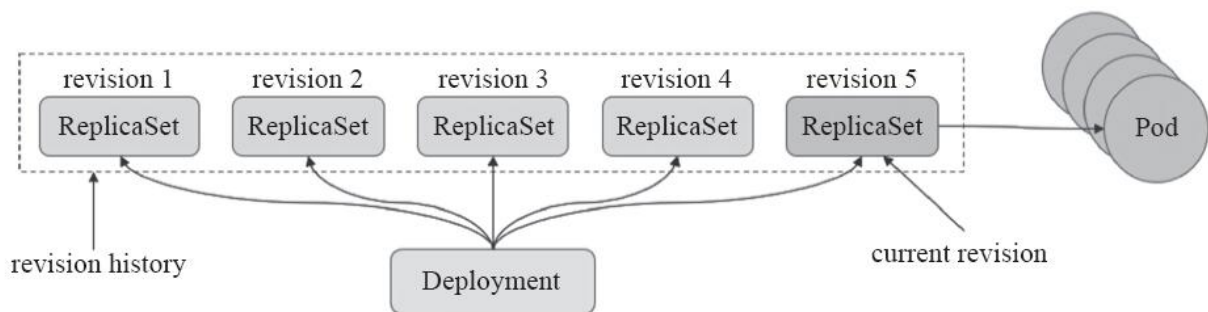 revision 1 revision 2 revision 3 revision 4 revision 5
ReplicaSet ReplicaSet ReplicaSet ReplicaSet ReplicaSet Pod
revision history Deployment current revision